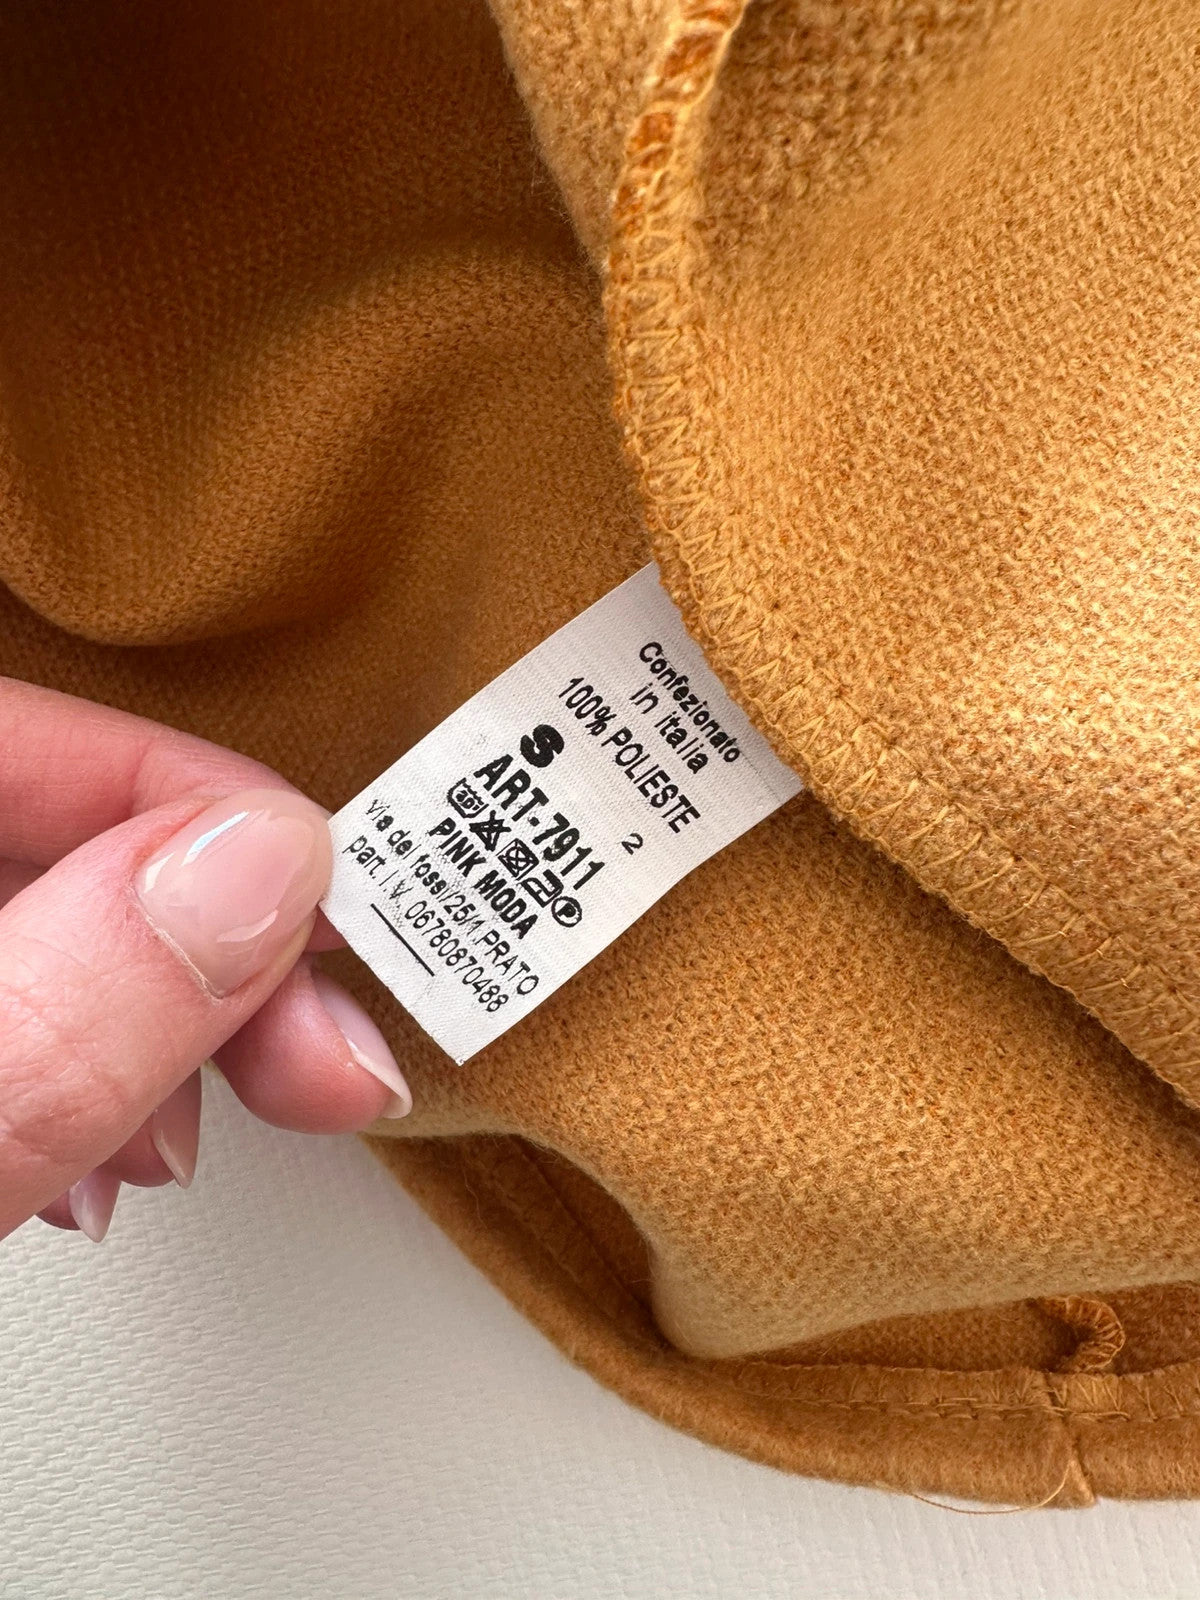 Confezionato
in italia
100% POLIESTE
2
S
ART-7911
PINK MODA
Via dei fossi/25/1 PRATO
part. I.V. 06780870488